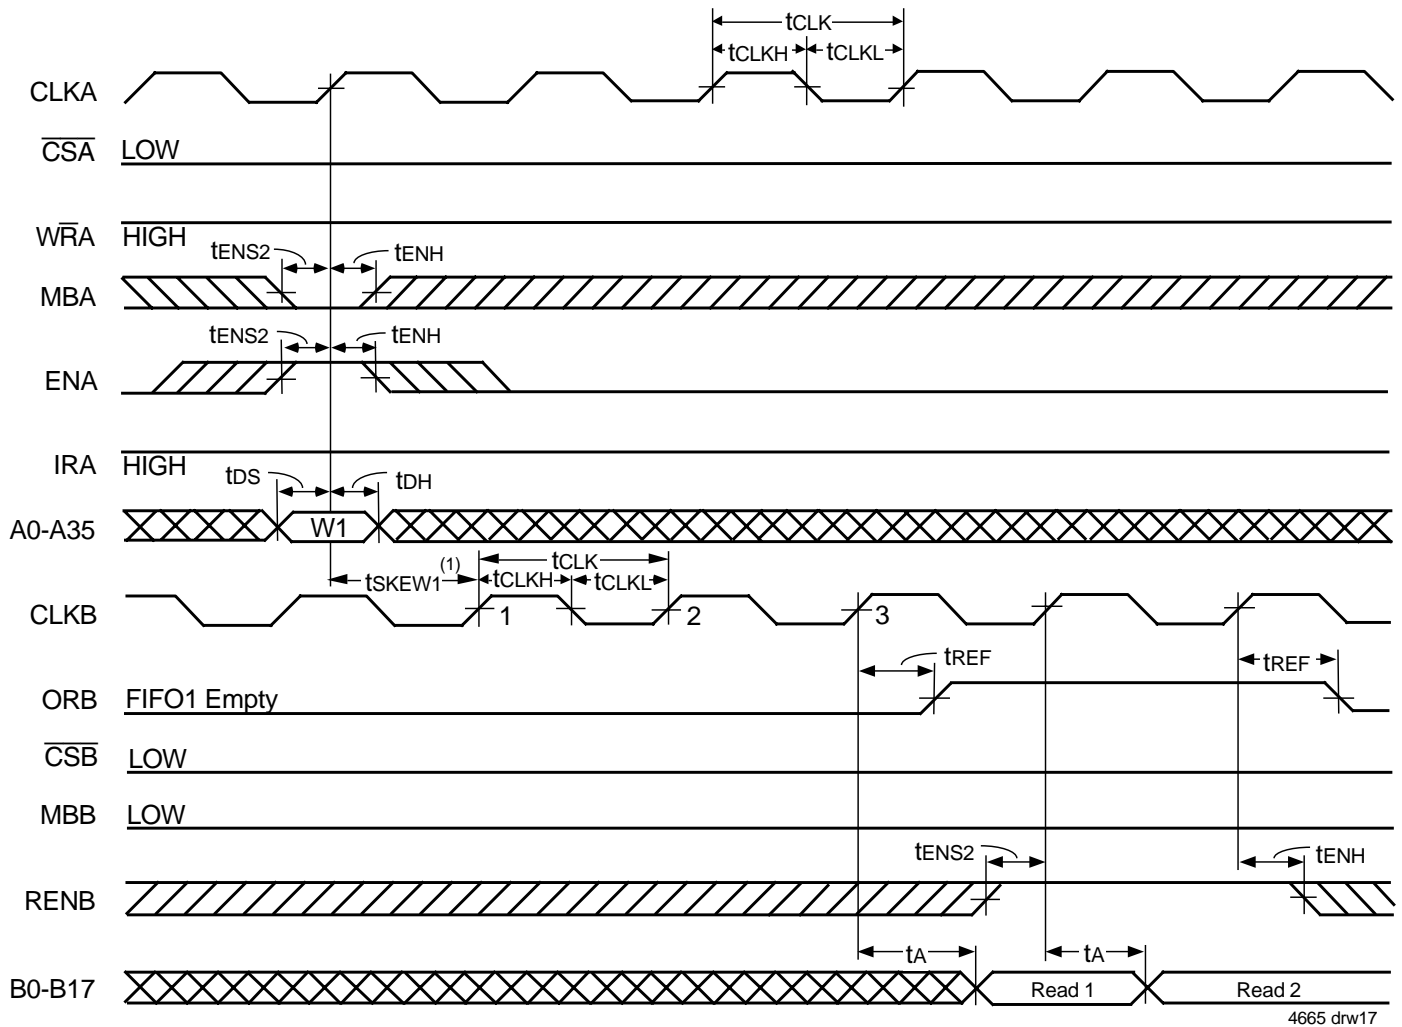 tCLK
tCLKH tCLKL
CLKA
CSA LOW
WRA HIGH
tENS2 tENH
MBA
tENS2 tENH
ENA
IRA HIGH
tDS tDH
A0-A35 W1
tSKEW1(1) tCLK
tCLKH tCLKL
CLKB 1 2 3
tREF tREF
ORB FIFO1 Empty
CSB LOW
MBB LOW
tENS2 tENH
RENB
tA tA
B0-B17 Read 1 Read 2
4665 drw17